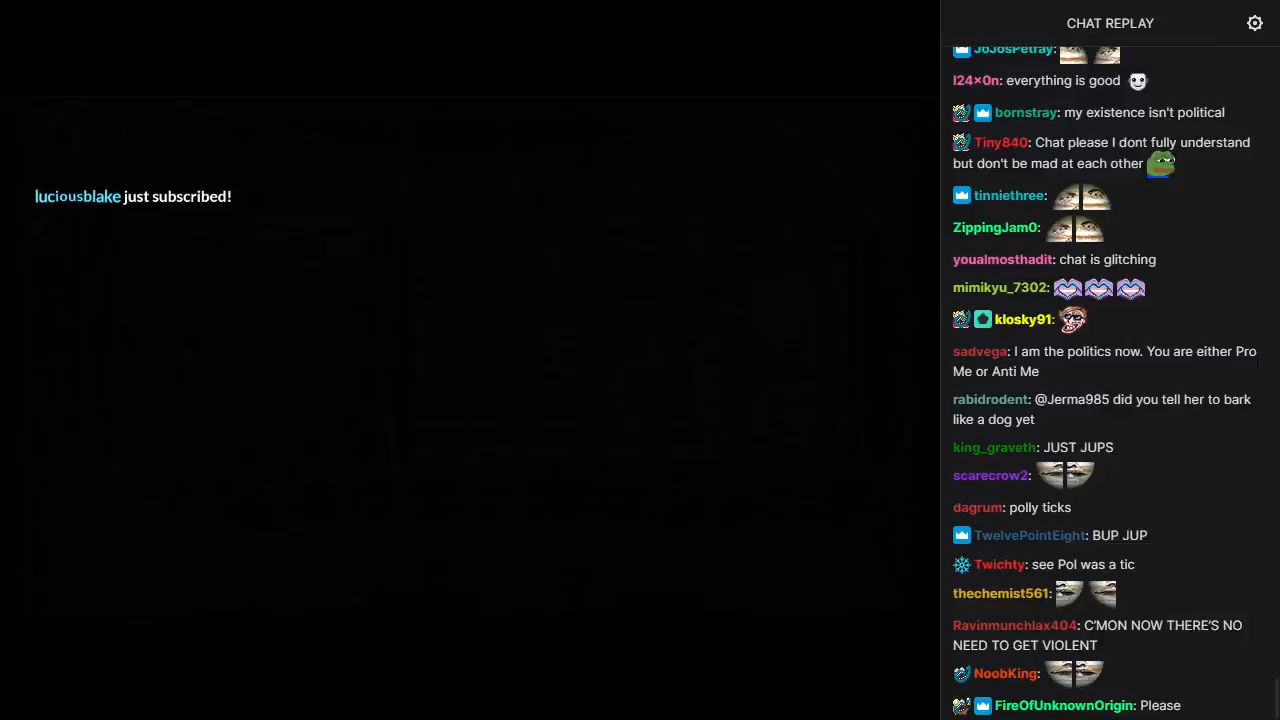 CHAT REPLAY
JoJosPetray:
luciousblake just subscribed!
l24x0n: everything is good
bornstray: my existence isn't political
Tiny840: Chat please I dont fully understand
but don't be mad at each other
tinniethree:
ZippingJam0:
youalmosthadit: chat is glitching
mimikyu_7302:
klosky91:
sadvega: I am the politics now. You are either Pro
Me or Anti Me
rabidrodent: @Jerma985 did you tell her to bark
like a dog yet
king_graveth: JUST JUPS
scarecrow2:
dagrum: polly ticks
TwelvePointEight: BUP JUP
Twichty: see Pol was a tic
thechemist561:
Ravinmunchlax404: C'MON NOW THERE'S NO
NEED TO GET VIOLENT
NoobKing:
FireOfUnknownOrigin: Please